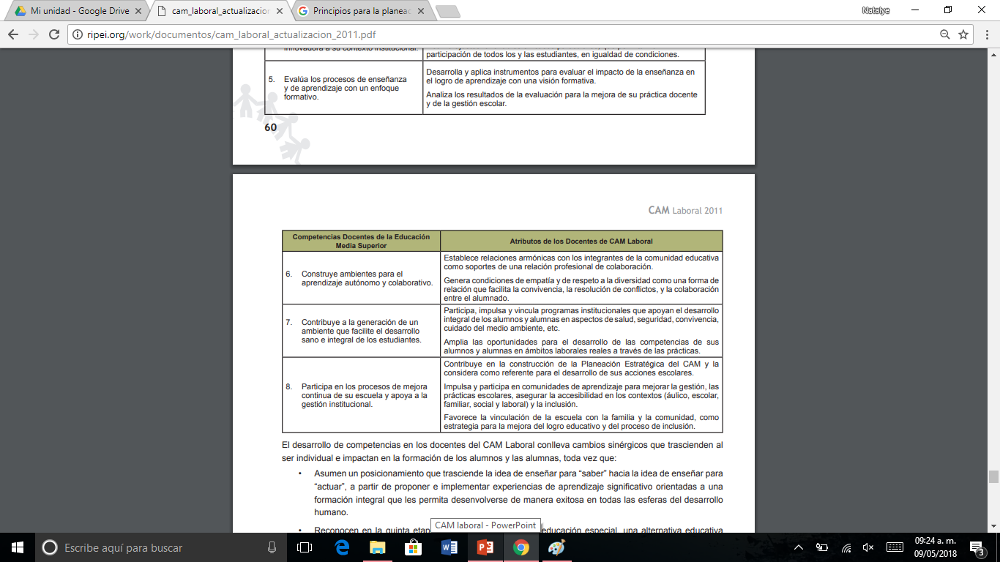 Mi unidad - Google Drive
cam_laboral_actualizacion
Principios para la planeac
Natalye
ripei.org/work/documentos/cam_laboral_actualizacion_2011.pdf
innovadora a su contexto institucional.
participación de todos los y las estudiantes, en igualdad de condiciones.
5. Evalúa los procesos de enseñanza
y de aprendizaje con un enfoque
formativo.
Desarrolla y aplica instrumentos para evaluar el impacto de la enseñanza en
el logro de aprendizaje con una visión formativa.
Analiza los resultados de la evaluación para la mejora de su práctica docente
y de la gestión escolar.
60
CAM Laboral 2011
Competencias Docentes de la Educación
Media Superior
Atributos de los Docentes de CAM Laboral
6. Construye ambientes para el
aprendizaje autónomo y colaborativo.
Establece relaciones armónicas con los integrantes de la comunidad educativa
como soportes de una relación profesional de colaboración.
Genera condiciones de empatía y de respeto a la diversidad como una forma de
relación que facilita la convivencia, la resolución de conflictos, y la colaboración
entre el alumnado.
7. Contribuye a la generación de un
ambiente que facilite el desarrollo
sano e integral de los estudiantes.
Participa, impulsa y vincula programas institucionales que apoyan el desarrollo
integral de los alumnos y alumnas en aspectos de salud, seguridad, convivencia,
cuidado del medio ambiente, etc.
Amplia las oportunidades para el desarrollo de las competencias de sus
alumnos y alumnas en ámbitos laborales reales a través de las prácticas.
8. Participa en los procesos de mejora
continua de su escuela y apoya a la
gestión institucional.
Contribuye en la construcción de la Planeación Estratégica del CAM y la
considera como referente para el desarrollo de sus acciones escolares.
Impulsa y participa en comunidades de aprendizaje para mejorar la gestión, las
prácticas escolares, asegurar la accesibilidad en los contextos (áulico, escolar,
familiar, social y laboral) y la inclusión.
Favorece la vinculación de la escuela con la familia y la comunidad, como
estrategia para la mejora del logro educativo y del proceso de inclusión.
El desarrollo de competencias en los docentes del CAM Laboral conlleva cambios sinérgicos que trascienden al
ser individual e impactan en la formación de los alumnos y las alumnas, toda vez que:
• Asumen un posicionamiento que trasciende la idea de enseñar para “saber” hacia la idea de enseñar para
“actuar”, a partir de proponer e implementar experiencias de aprendizaje significativo orientadas a una
formación integral que les permita desenvolverse de manera exitosa en todas las esferas del desarrollo
humano.
• Reconocen en la quinta etap educación especial, una alternativa educativa
CAM laboral - PowerPoint
Escribe aquí para buscar
09:24 a. m.
09/05/2018
3